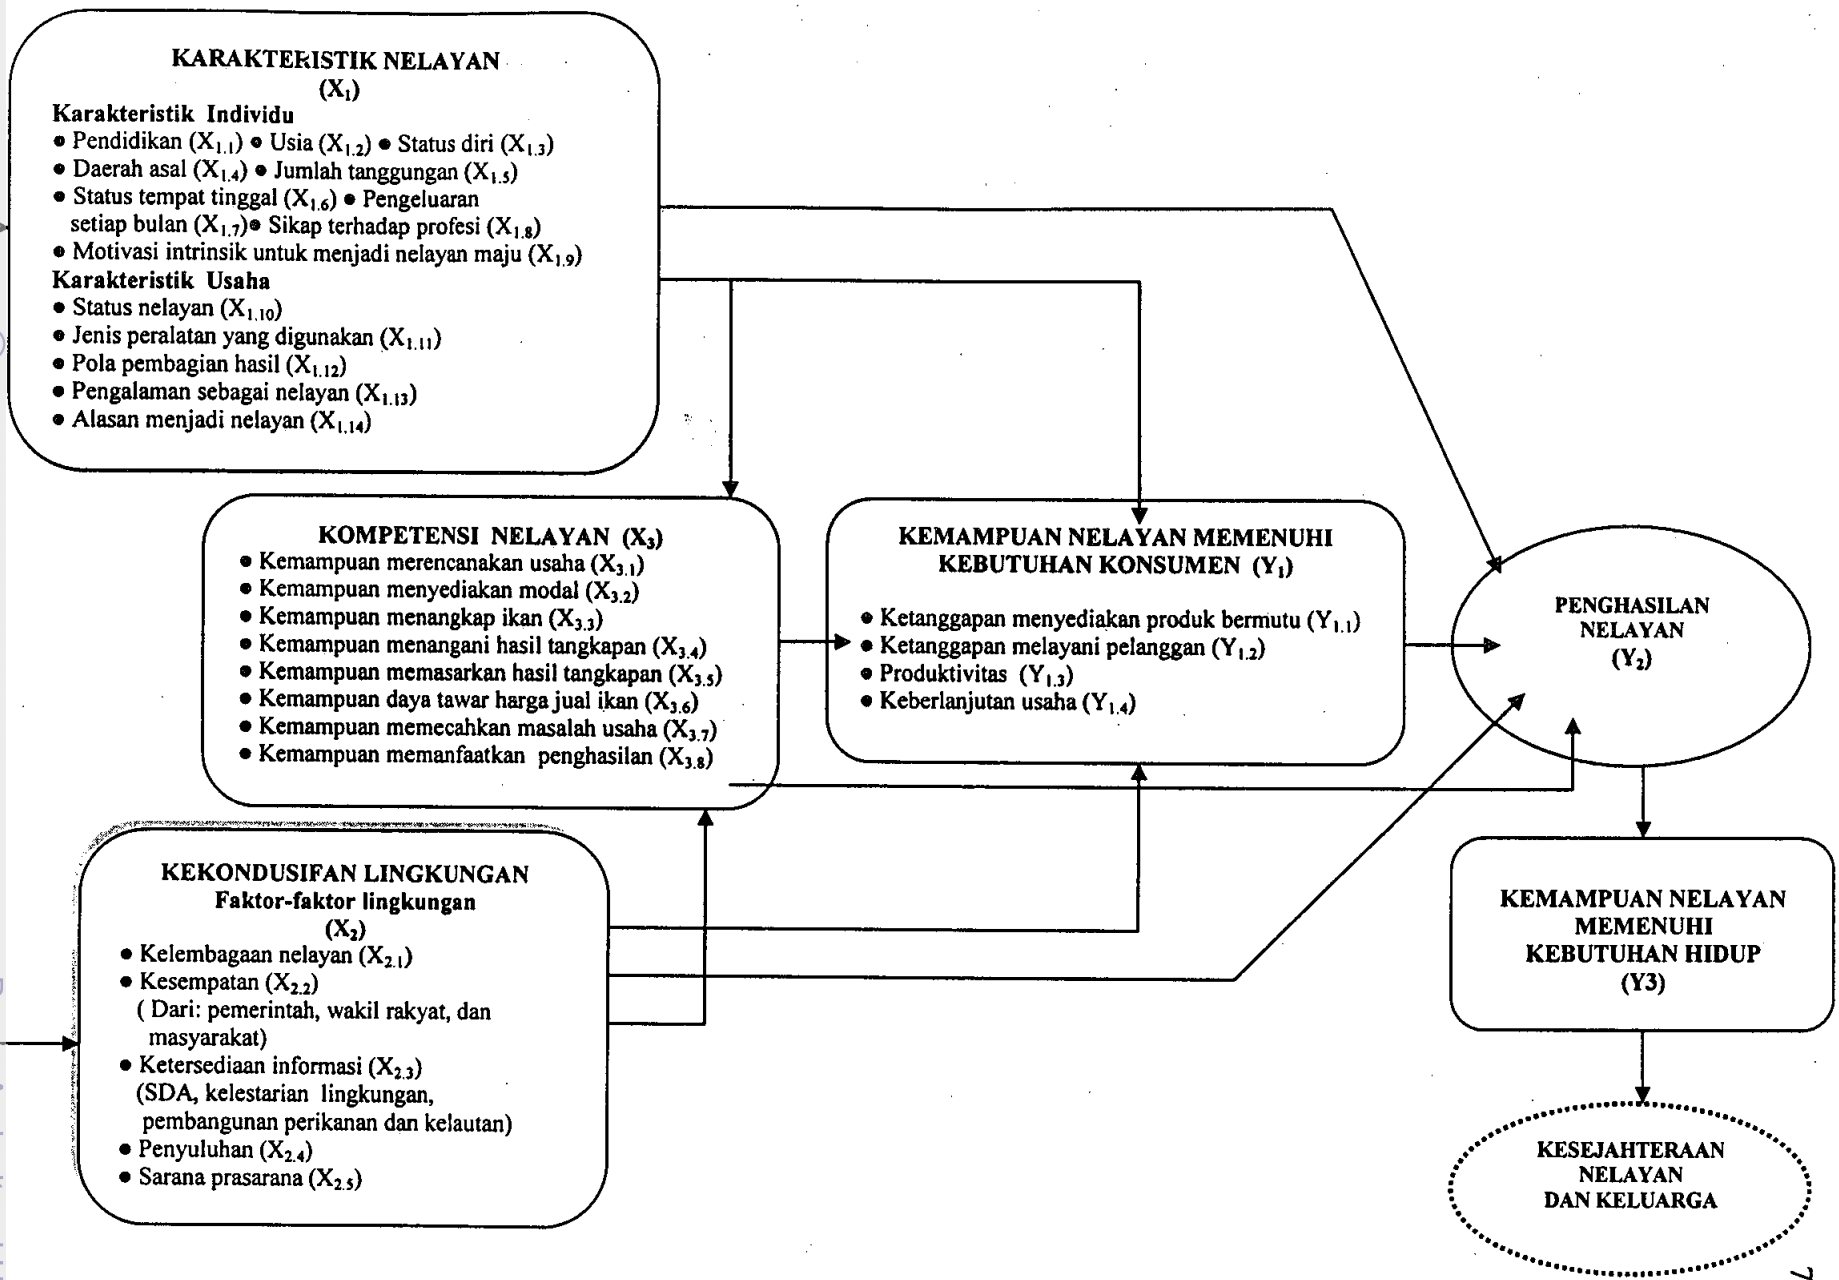 KARAKTERISTIK NELAYAN
(X₁)
Karakteristik Individu
● Pendidikan (X₁.₁) ● Usia (X₁.₂) ● Status diri (X₁.₃)
● Daerah asal (X₁.₄) ● Jumlah tanggungan (X₁.₅)
● Status tempat tinggal (X₁.₆) ● Pengeluaran
setiap bulan (X₁.₇)● Sikap terhadap profesi (X₁.₈)
● Motivasi intrinsik untuk menjadi nelayan maju (X₁.₉)
Karakteristik Usaha
● Status nelayan (X₁.₁₀)
● Jenis peralatan yang digunakan (X₁.₁₁)
● Pola pembagian hasil (X₁.₁₂)
● Pengalaman sebagai nelayan (X₁.₁₃)
● Alasan menjadi nelayan (X₁.₁₄)
KOMPETENSI NELAYAN (X₃)
● Kemampuan merencanakan usaha (X₃.₁)
● Kemampuan menyediakan modal (X₃.₂)
● Kemampuan menangkap ikan (X₃.₃)
● Kemampuan menangani hasil tangkapan (X₃.₄)
● Kemampuan memasarkan hasil tangkapan (X₃.₅)
● Kemampuan daya tawar harga jual ikan (X₃.₆)
● Kemampuan memecahkan masalah usaha (X₃.₇)
● Kemampuan memanfaatkan penghasilan (X₃.₈)
KEMAMPUAN NELAYAN MEMENUHI
KEBUTUHAN KONSUMEN (Y₁)
● Ketanggapan menyediakan produk bermutu (Y₁.₁)
● Ketanggapan melayani pelanggan (Y₁.₂)
● Produktivitas (Y₁.₃)
● Keberlanjutan usaha (Y₁.₄)
PENGHASILAN
NELAYAN
(Y₂)
KEKONDUSIFAN LINGKUNGAN
Faktor-faktor lingkungan
(X₂)
● Kelembagaan nelayan (X₂.₁)
● Kesempatan (X₂.₂)
( Dari: pemerintah, wakil rakyat, dan
masyarakat)
● Ketersediaan informasi (X₂.₃)
(SDA, kelestarian lingkungan,
pembangunan perikanan dan kelautan)
● Penyuluhan (X₂.₄)
● Sarana prasarana (X₂.₅)
KEMAMPUAN NELAYAN
MEMENUHI
KEBUTUHAN HIDUP
(Y3)
KESEJAHTERAAN
NELAYAN
DAN KELUARGA